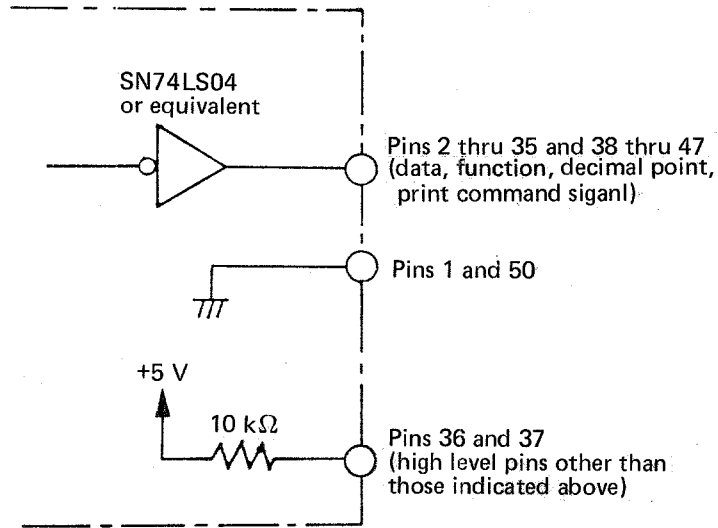 SN74LS04
or equivalent
Pins 2 thru 35 and 38 thru 47
(data, function, decimal point,
print command siganl)
Pins 1 and 50
+5 V
10 kΩ
Pins 36 and 37
(high level pins other than
those indicated above)